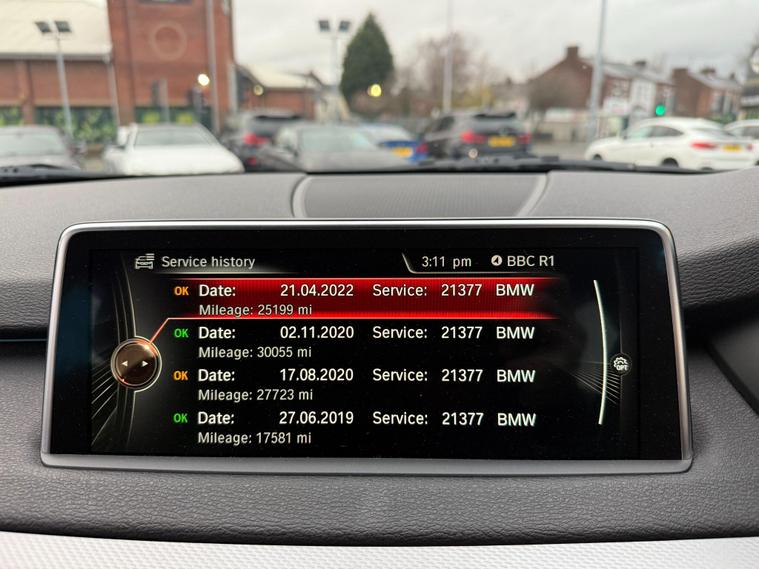 Service history 3:11 pm BBC R1
OK Date: 21.04.2022 Service: 21377 BMW
Mileage: 25199 mi
OK Date: 02.11.2020 Service: 21377 BMW
Mileage: 30055 mi
OK Date: 17.08.2020 Service: 21377 BMW
Mileage: 27723 mi
OK Date: 27.06.2019 Service: 21377 BMW
Mileage: 17581 mi
OPT